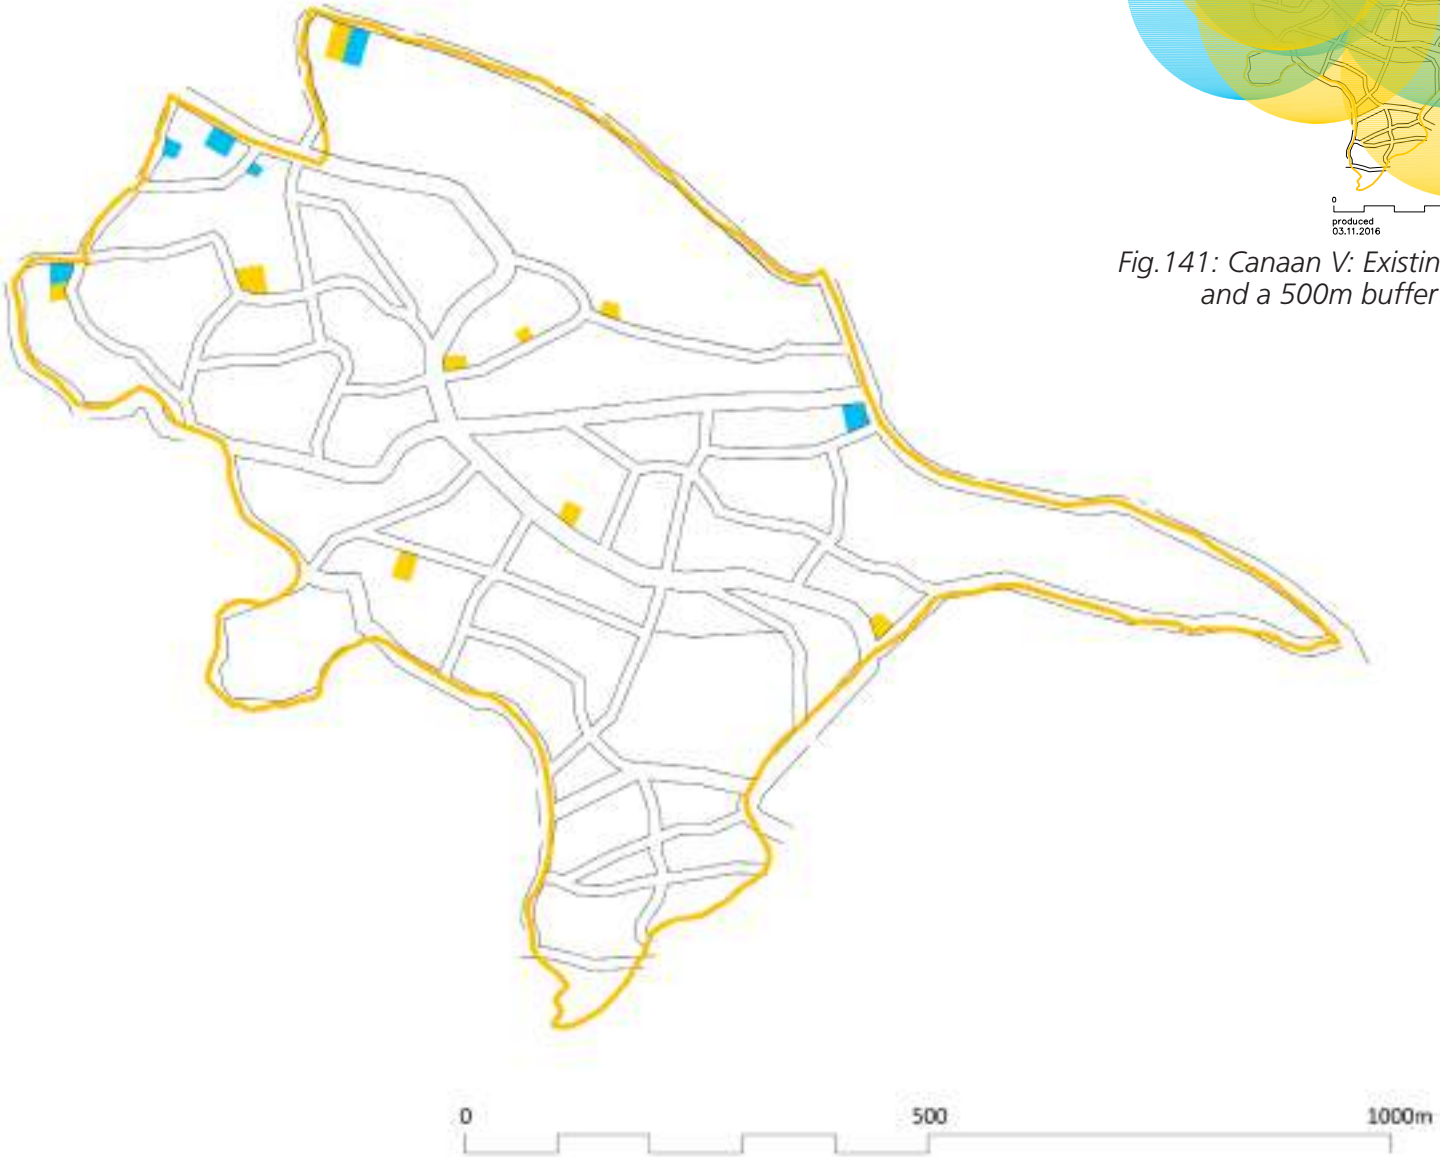 0
produced
03.11.2016
Fig.141: Canaan V: Existin
and a 500m buffer
0 500 1000m